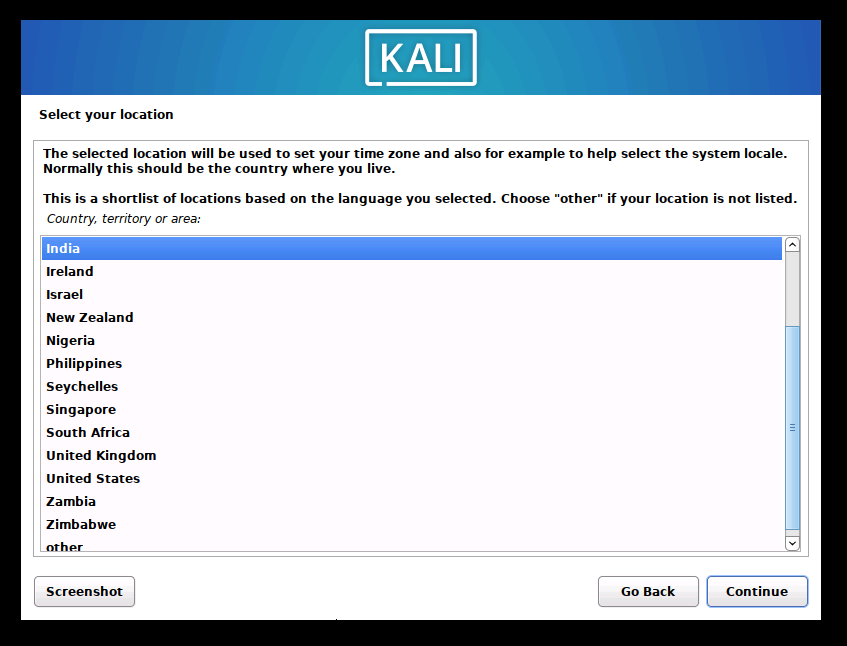 KALI
Select your location
The selected location will be used to set your time zone and also for example to help select the system locale.
Normally this should be the country where you live.
This is a shortlist of locations based on the language you selected. Choose "other" if your location is not listed.
Country, territory or area:
India
Ireland
Israel
New Zealand
Nigeria
Philippines
Seychelles
Singapore
South Africa
United Kingdom
United States
Zambia
Zimbabwe
other
Screenshot
Go Back
Continue